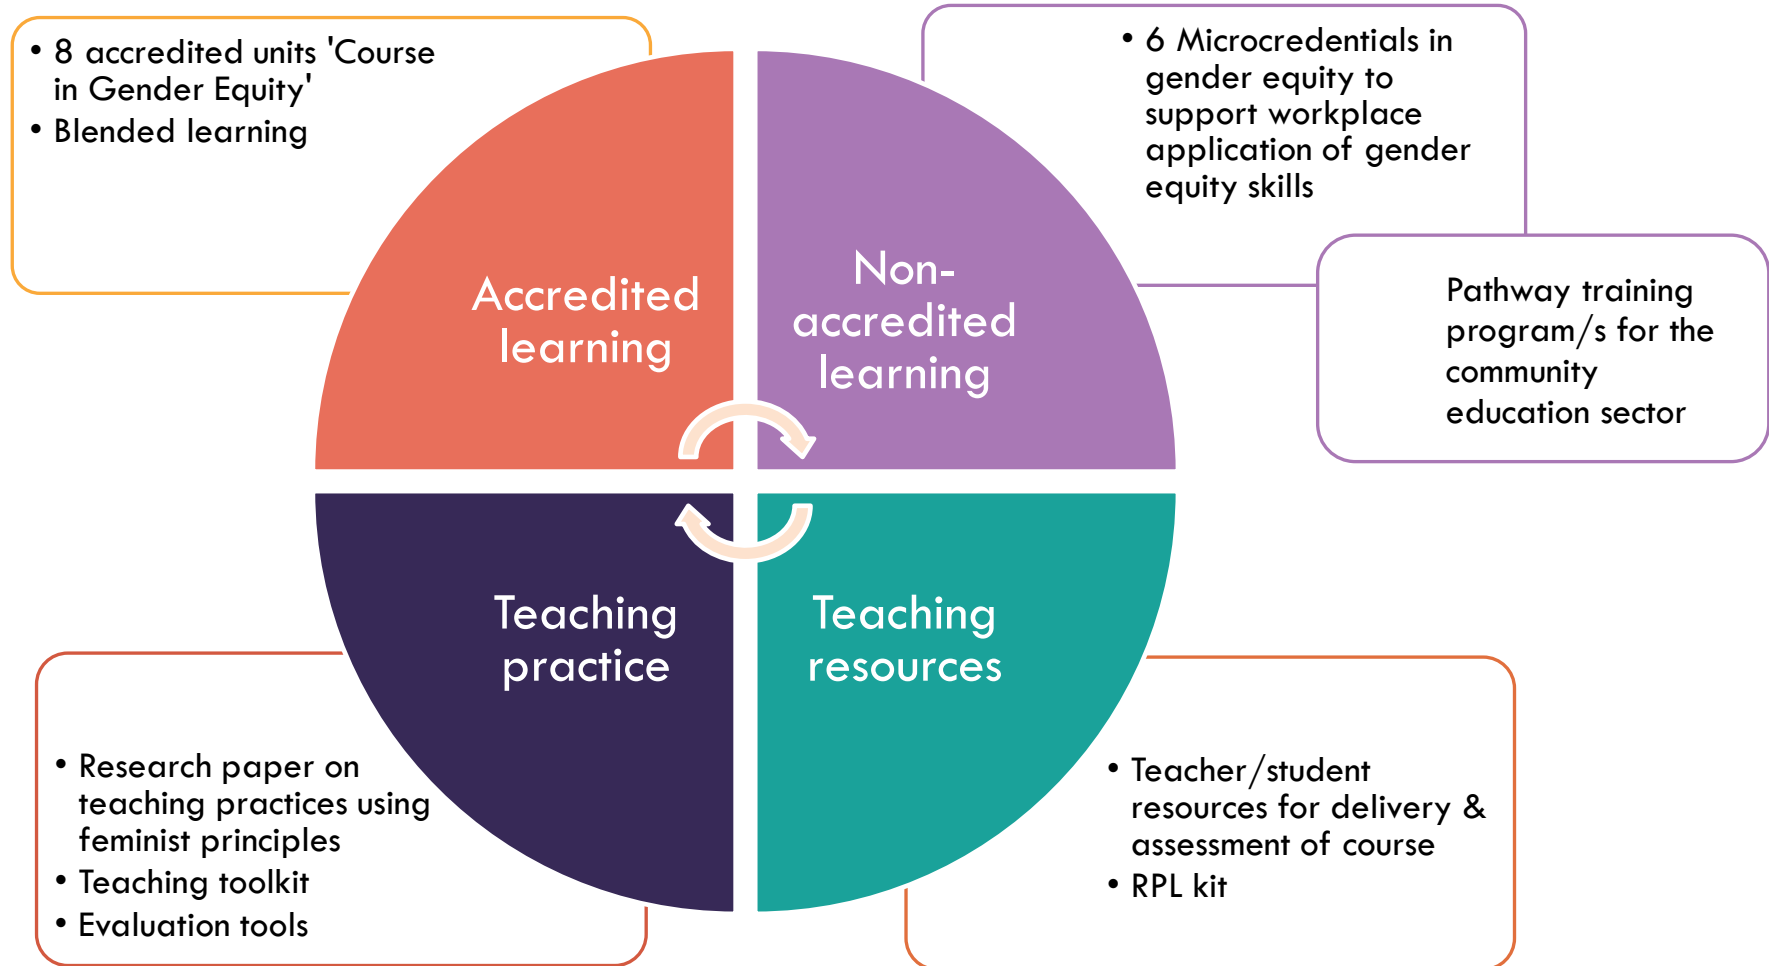 • 8 accredited units 'Course
in Gender Equity'
• Blended learning
• 6 Microcredentials in
gender equity to
support workplace
application of gender
equity skills
Pathway training
program/s for the
community
education sector
Accredited
learning
Non-
accredited
learning
Teaching
practice
Teaching
resources
• Research paper on
teaching practices using
feminist principles
• Teaching toolkit
• Evaluation tools
• Teacher/student
resources for delivery &
assessment of course
• RPL kit